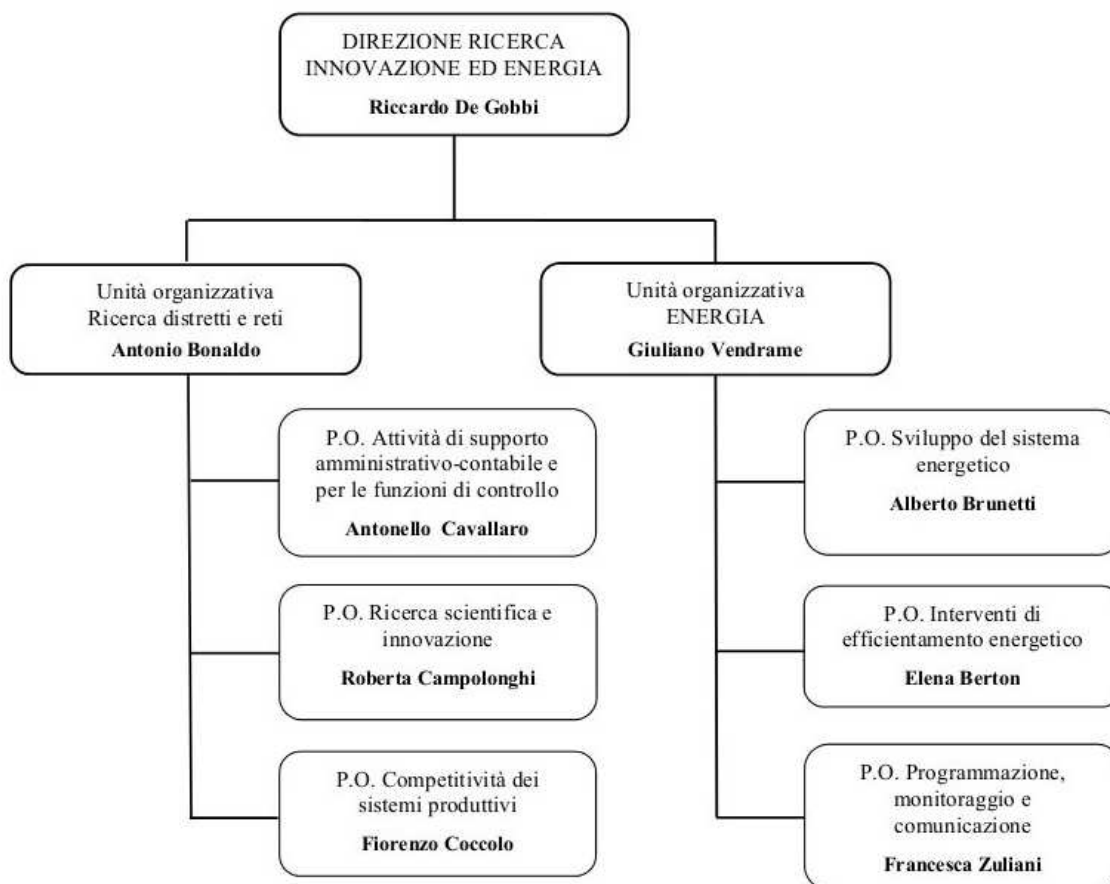 DIREZIONE RICERCA
INNOVAZIONE ED ENERGIA
Riccardo De Gobbi
Unità organizzativa
Ricerca distretti e reti
Antonio Bonaldo
Unità organizzativa
ENERGIA
Giuliano Vendrame
P.O. Attività di supporto
amministrativo-contabile e
per le funzioni di controllo
Antonello Cavallaro
P.O. Sviluppo del sistema
energetico
Alberto Brunetti
P.O. Ricerca scientifica e
innovazione
Roberta Campolonghi
P.O. Interventi di
efficientamento energetico
Elena Berton
P.O. Competitività dei
sistemi produttivi
Fiorenzo Coccolo
P.O. Programmazione,
monitoraggio e
comunicazione
Francesca Zuliani